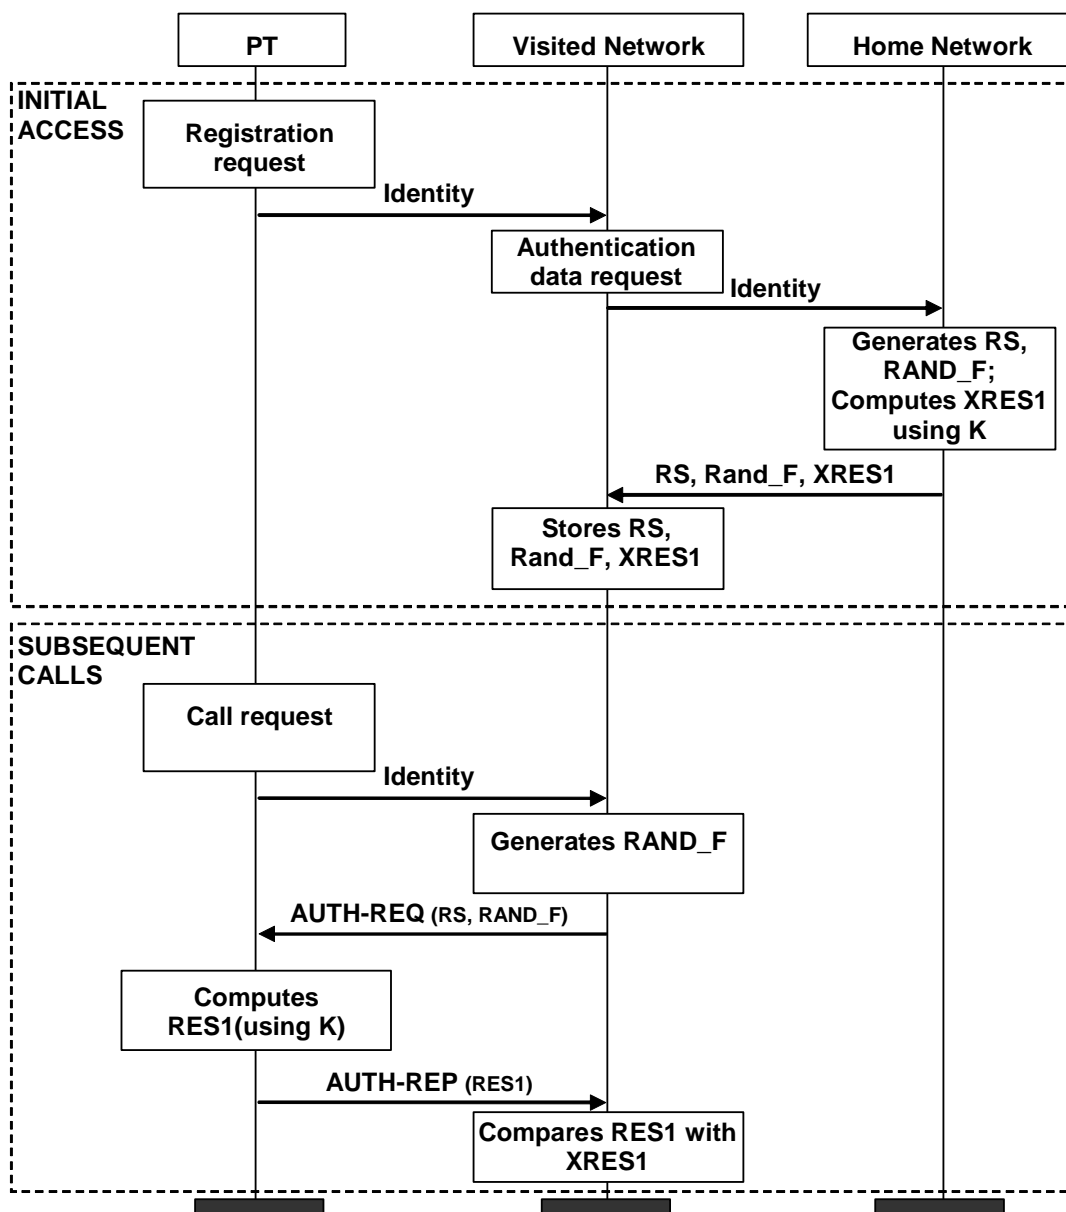 PT
Visited Network
Home Network
INITIAL
ACCESS
Registration
request
Identity
Authentication
data request
Identity
Generates RS,
RAND_F;
Computes XRES1
using K
RS, Rand_F, XRES1
Stores RS,
Rand_F, XRES1
SUBSEQUENT
CALLS
Call request
Identity
Generates RAND_F
AUTH-REQ (RS, RAND_F)
Computes
RES1(using K)
AUTH-REP (RES1)
Compares RES1 with
XRES1